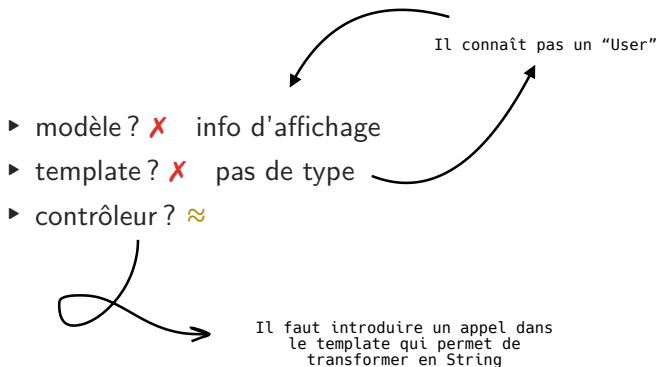 Il connaît pas un “User”
▸ modèle ? ✗ info d'affichage
▸ template ? ✗ pas de type
▸ contrôleur ? ≈
Il faut introduire un appel dans
le template qui permet de
transformer en String